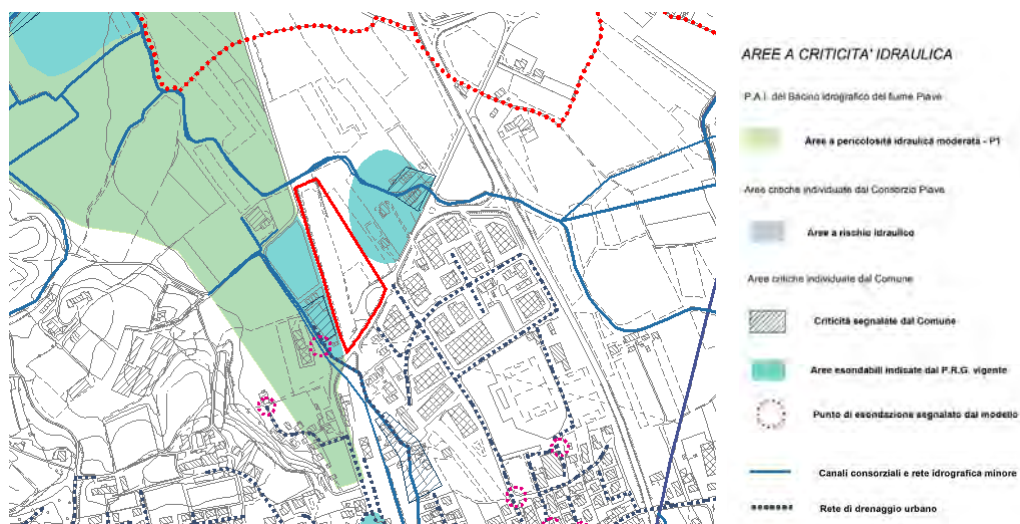 AREE A CRITICITA' IDRAULICA
P.A.I. del Bacino idrografico del fiume Piave
Aree a pericolosità idraulica moderata - P1
Aree critiche individuate dal Consorzio Piave
Aree a rischio idraulico
Aree critiche individuate dal Comune
Criticità segnalate dal Comune
Aree esondabili indicate dal P.R.G. vigente
Punto di esondazione segnalato dal modello
Canali consorziali e rete idrografica minore
Rete di drenaggio urbano